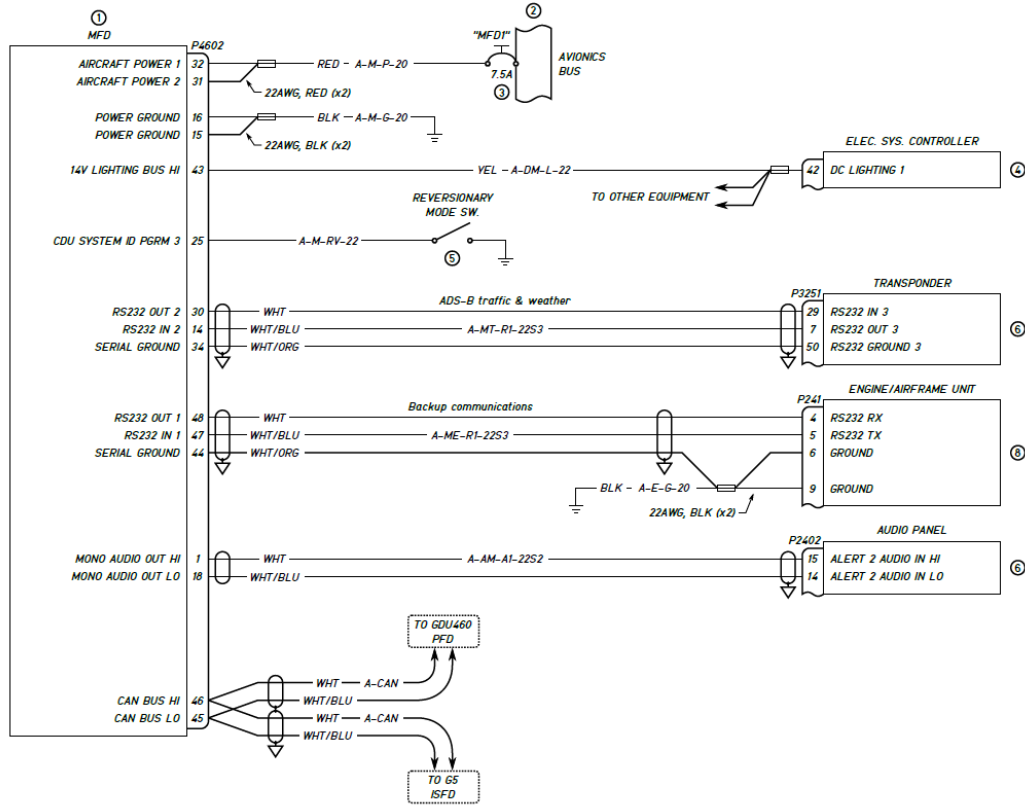 ① MFD
②
P4602
"MFD1"
AIRCRAFT POWER 1 32 RED - A-M-P-20
AVIONICS BUS
AIRCRAFT POWER 2 31
7.5A
③
22AWG, RED (x2)
POWER GROUND 16 BLK - A-M-G-20
POWER GROUND 15
22AWG, BLK (x2)
ELEC. SYS. CONTROLLER
14V LIGHTING BUS HI 43 YEL - A-DM-L-22 42 DC LIGHTING 1 ④
TO OTHER EQUIPMENT
REVERSIONARY
MODE SW.
CDU SYSTEM ID PGRM 3 25 A-M-RV-22
⑤
TRANSPONDER
P3251
ADS-B traffic & weather
RS232 OUT 2 30 WHT 29 RS232 IN 3
RS232 IN 2 14 WHT/BLU A-MT-R1-22S3 7 RS232 OUT 3 ⑥
SERIAL GROUND 34 WHT/ORG 50 RS232 GROUND 3
ENGINE/AIRFRAME UNIT
P241
Backup communications
RS232 OUT 1 48 WHT 4 RS232 RX
RS232 IN 1 47 WHT/BLU A-ME-R1-22S3 5 RS232 TX
SERIAL GROUND 44 WHT/ORG 6 GROUND ⑧
BLK - A-E-G-20 9 GROUND
22AWG, BLK (x2)
AUDIO PANEL
P2402
MONO AUDIO OUT HI 1 WHT A-AM-A1-22S2 15 ALERT 2 AUDIO IN HI
MONO AUDIO OUT LO 18 WHT/BLU 14 ALERT 2 AUDIO IN LO ⑥
TO GDU460
PFD
WHT A-CAN
CAN BUS HI 46 WHT/BLU
CAN BUS LO 45 WHT A-CAN
WHT/BLU
TO G5
ISFD